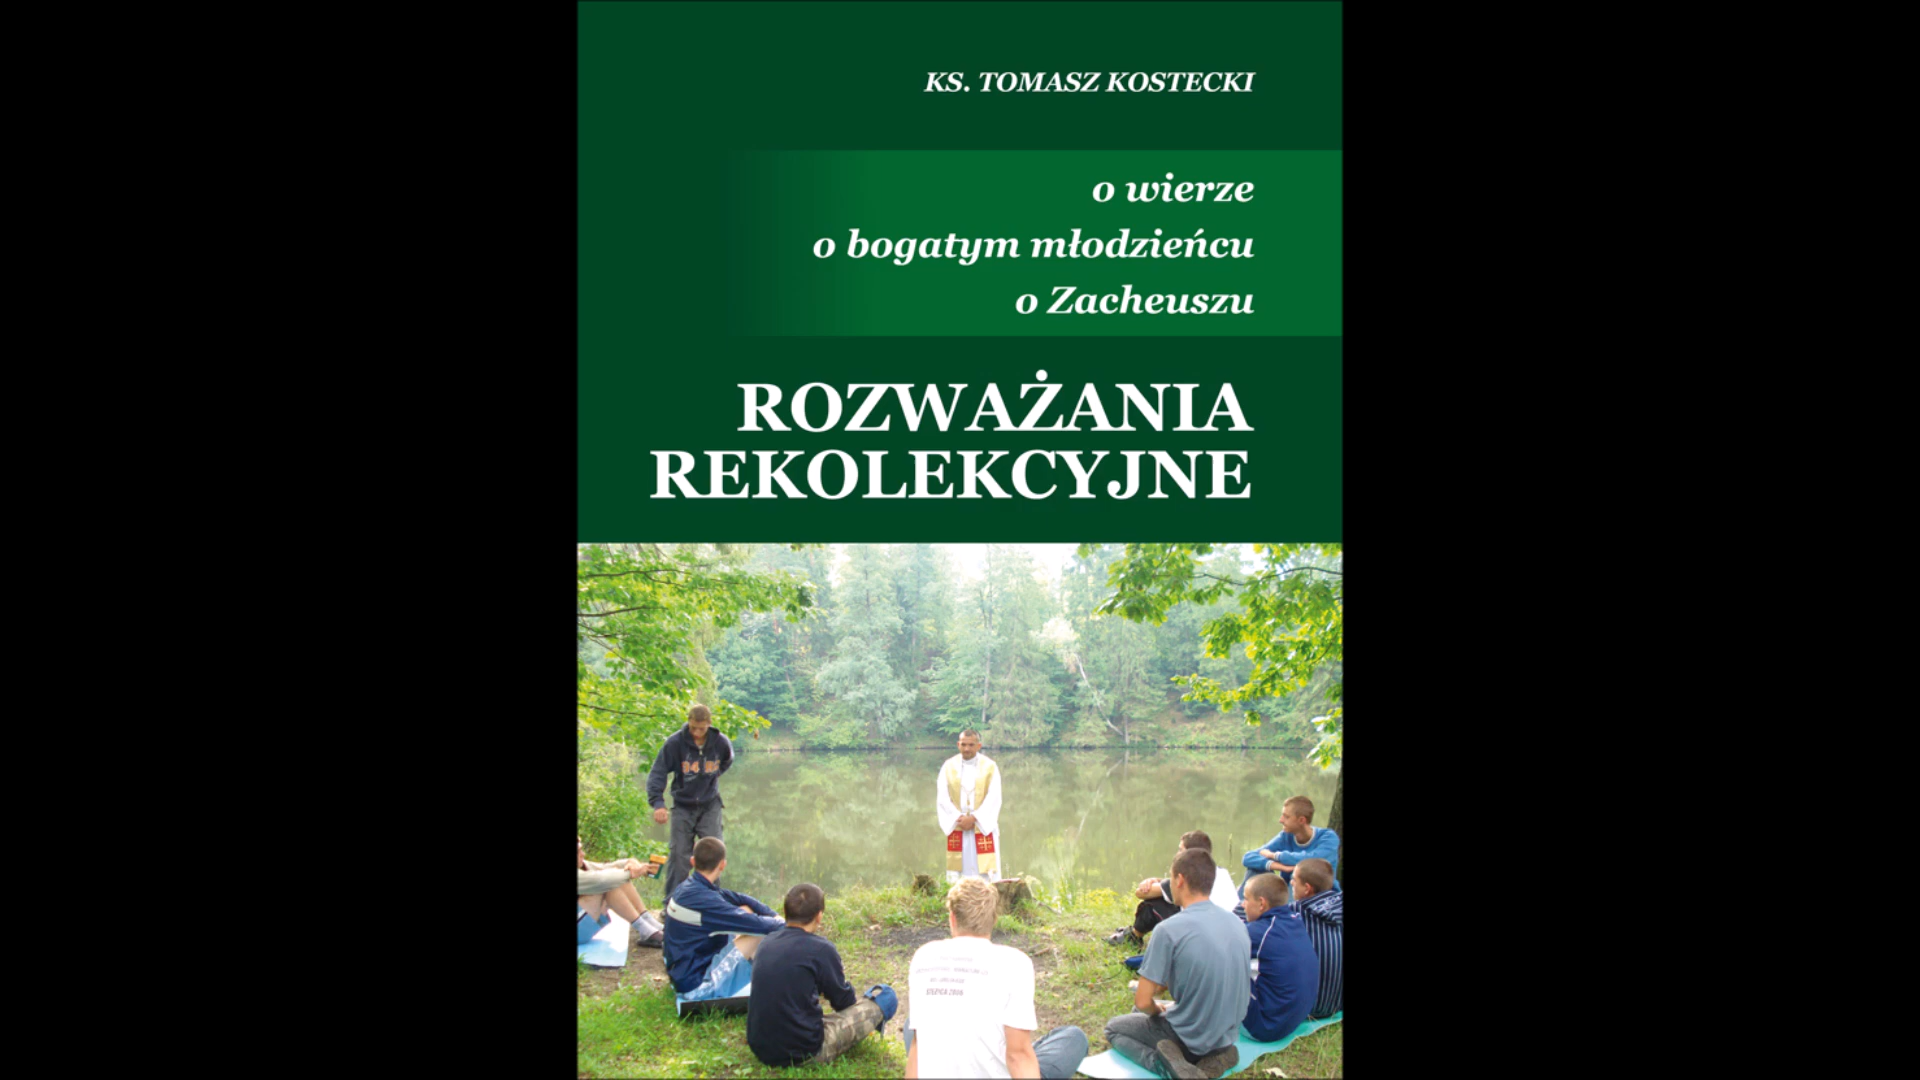 KS. TOMASZ KOSTECKI
o wierze
o bogatym młodzieńcu
o Zacheuszu
ROZWAŻANIA
REKOLEKCYJNE